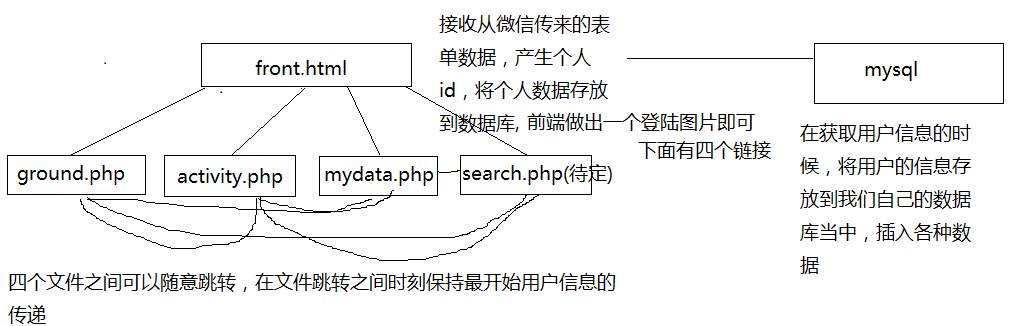 接收从微信传来的表
单数据，产生个人
id，将个人数据存放
到数据库, 前端做出一个登陆图片即可
下面有四个链接
front.html
mysql
ground.php
activity.php
mydata.php
search.php(待定)
在获取用户信息的时
候，将用户的信息存
放到我们自己的数据
库当中，插入各种数
据
四个文件之间可以随意跳转，在文件跳转之间时刻保持最开始用户信息的
传递